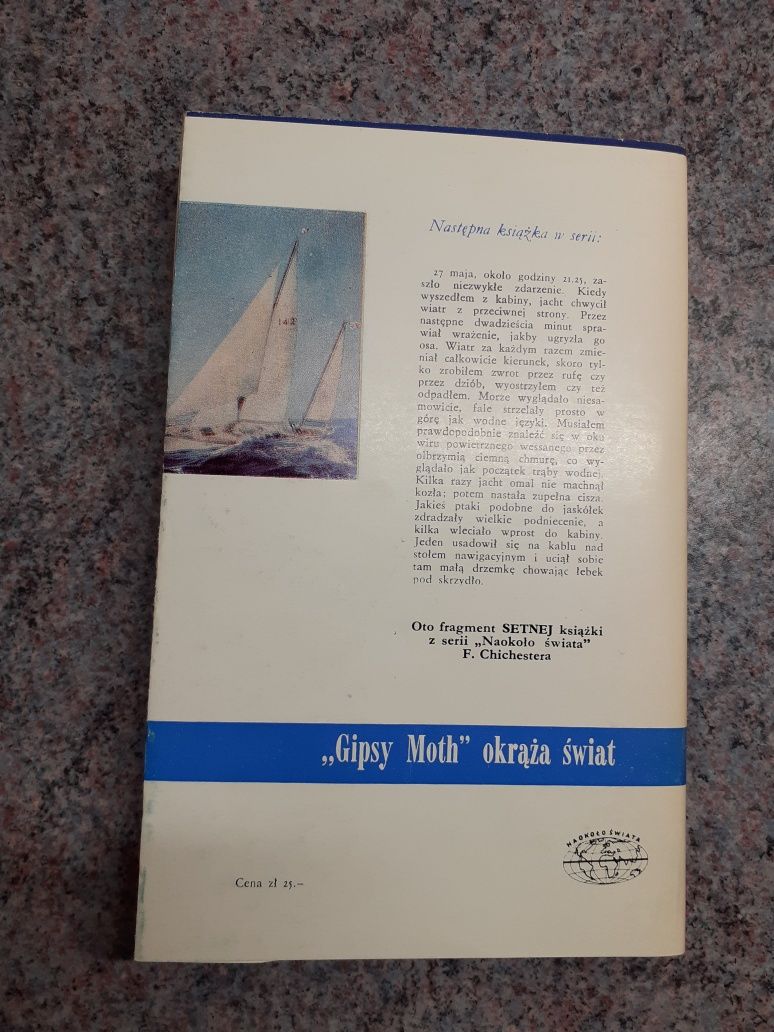 Następna książka w serii:
27 maja, około godziny 21.25, za-
szło niezwykłe zdarzenie. Kiedy
wyszedłem z kabiny, jacht chwycił
wiatr z przeciwnej strony. Przez
następne dwadzieścia minut spra-
wiał wrażenie, jakby ugryzła go
osa. Wiatr za każdym razem zmie-
niał całkowicie kierunek, skoro tyl-
ko zrobiłem zwrot przez rufę czy
przez dziób, wyostrzyłem czy też
odpadłem. Morze wyglądało niesa-
mowicie, fale strzelały prosto w
górę jak wodne języki. Musiałem
prawdopodobnie znaleźć się w oku
wiru powietrznego wessanego przez
olbrzymią ciemną chmurę, co wy-
glądało jak początek trąby wodnej.
Kilka razy jacht omal nie machnął
kozła; potem nastała zupełna cisza.
Jakieś ptaki podobne do jaskółek
zdradzały wielkie podniecenie, a
kilka wleciało wprost do kabiny.
Jeden usadowił się na kablu nad
stołem nawigacyjnym i uciął sobie
tam małą drzemkę chowając łebek
pod skrzydło.
Oto fragment SETNEJ książki
z serii „Naokoło świata”
F. Chichestera
„Gipsy Moth” okrąża świat
NAOKOŁO ŚWIATA
Cena zł 25.–